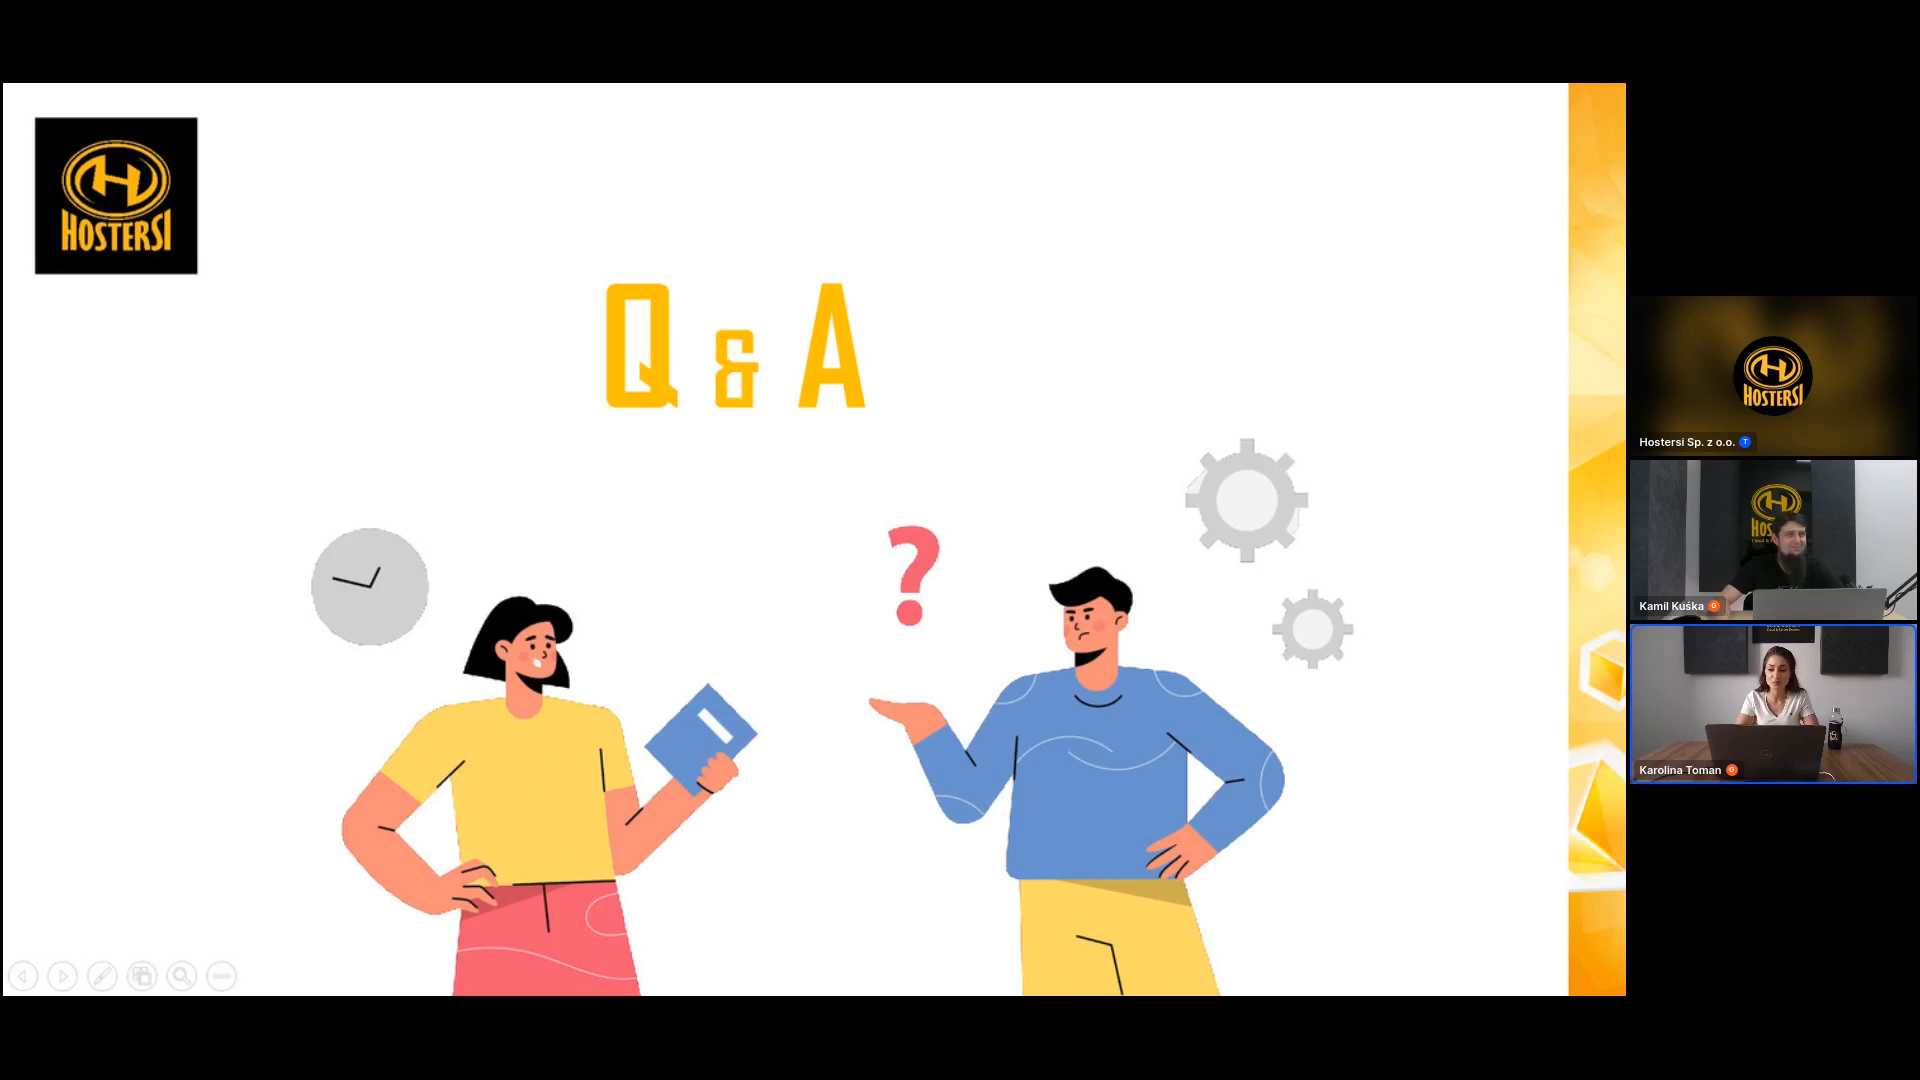 HOSTERSI
Q & A
?
HOSTERSI
Hostersi Sp. z o.o. T
Kamil Kuśka G
Karolina Toman G